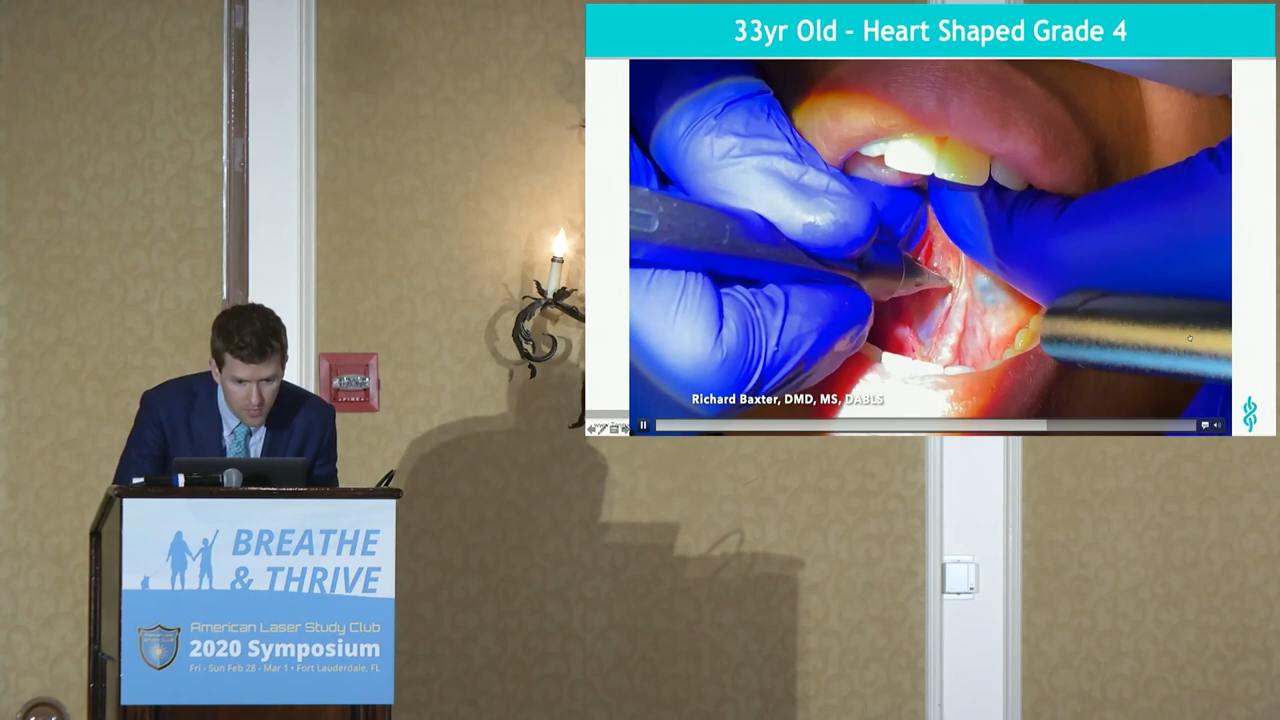 33yr Old - Heart Shaped Grade 4
Richard Baxter, DMD, MS, DABLS
FIRE
BREATHE
& THRIVE
American Laser Study Club
2020 Symposium
Fri - Sun Feb 28 - Mar 1 • Fort Lauderdale, FL